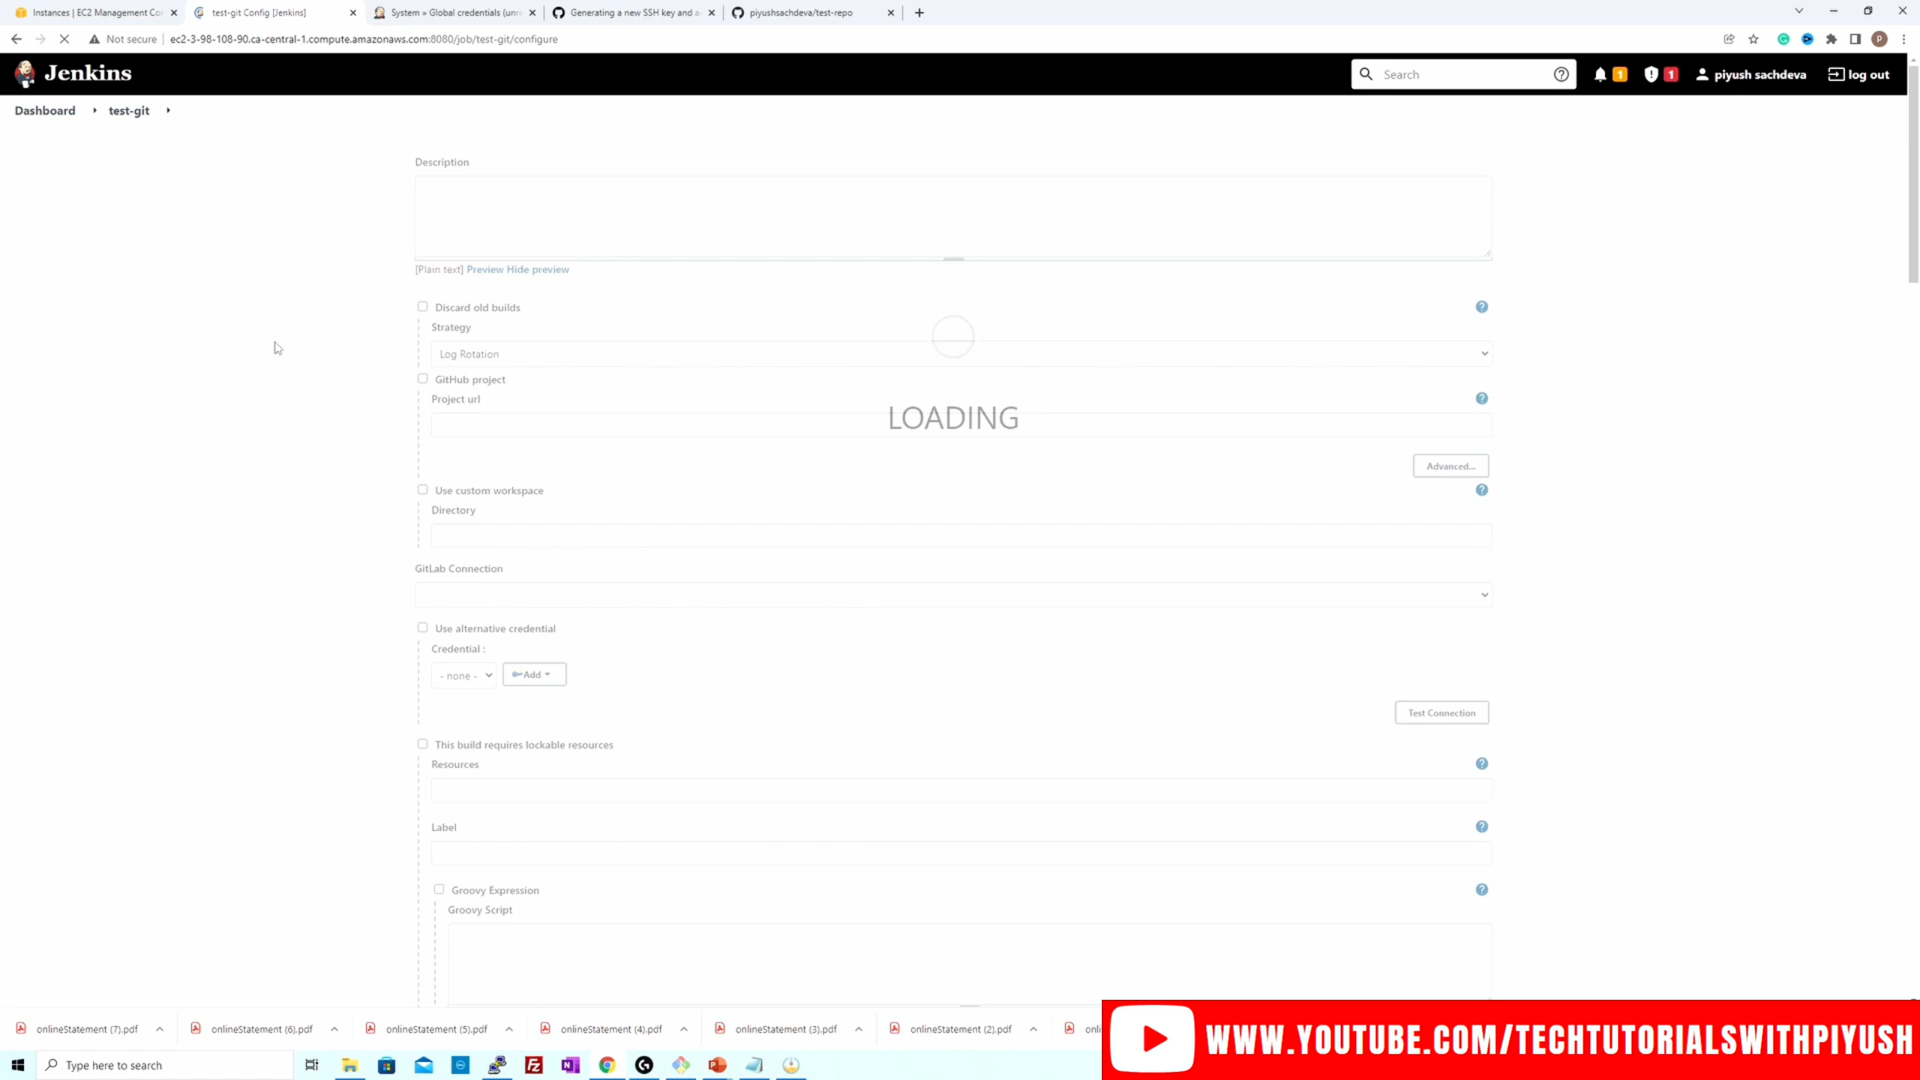 Instances | EC2 Management Co
test-git Config [Jenkins]
System » Global credentials (unr
Generating a new SSH key and a
piyushsachdeva/test-repo
Not secure
ec2-3-98-108-90.ca-central-1.compute.amazonaws.com:8080/job/test-git/configure
Jenkins
Search
1
1
piyush sachdeva
log out
Dashboard
test-git
Description
[Plain text] Preview Hide preview
Discard old builds
Strategy
Log Rotation
GitHub project
Project url
LOADING
Advanced...
Use custom workspace
Directory
GitLab Connection
Use alternative credential
Credential :
- none -
Add
Test Connection
This build requires lockable resources
Resources
Label
Groovy Expression
Groovy Script
onlineStatement (7).pdf
onlineStatement (6).pdf
onlineStatement (5).pdf
onlineStatement (4).pdf
onlineStatement (3).pdf
onlineStatement (2).pdf
onli
WWW.YOUTUBE.COM/TECHTUTORIALSWITHPIYUSH
Type here to search